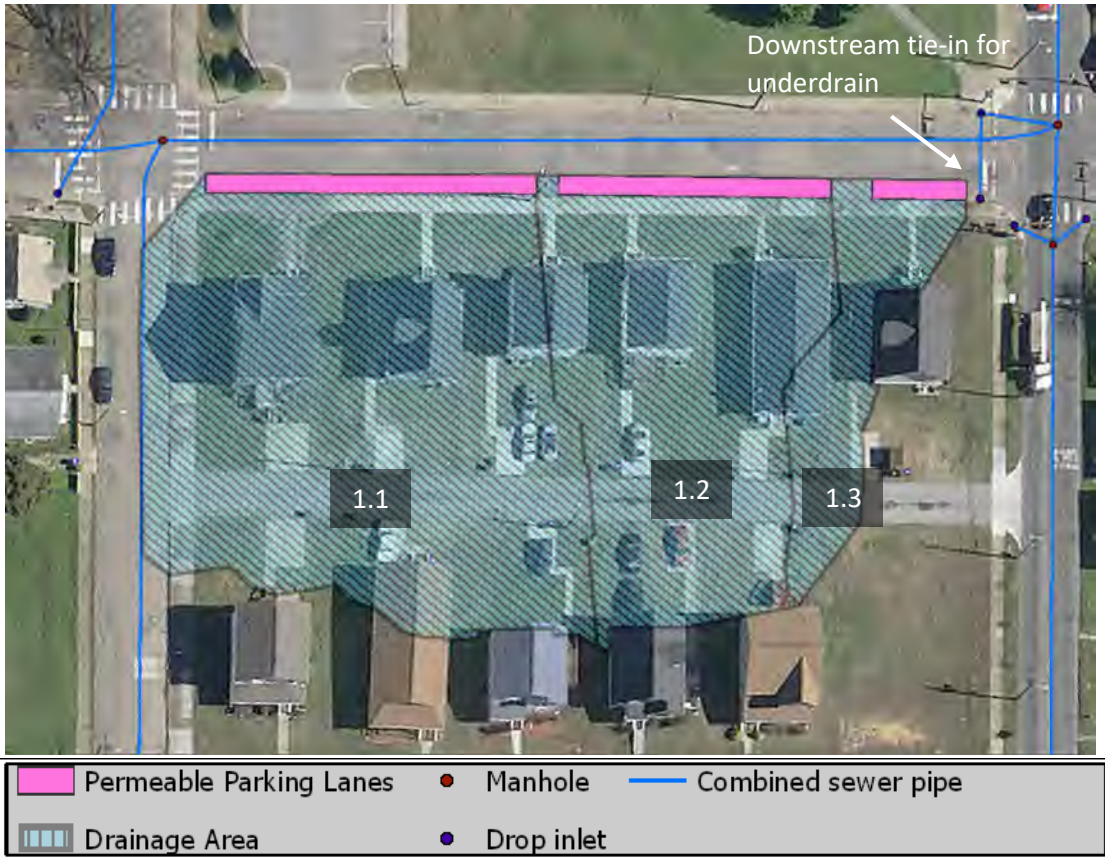 Downstream tie-in for
underdrain
1.1
1.2
1.3
Permeable Parking Lanes
Manhole
Combined sewer pipe
Drainage Area
Drop inlet